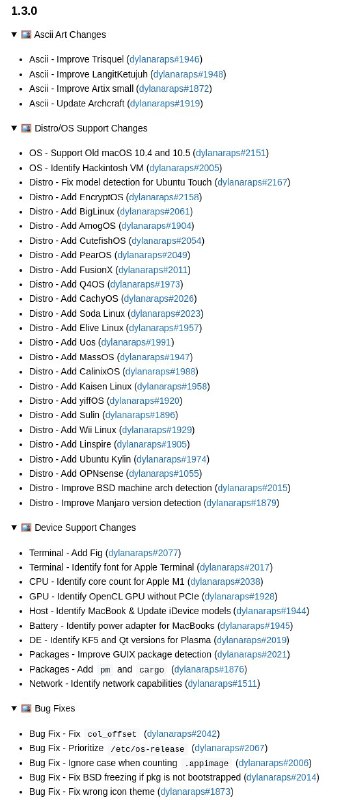 1.3.0
Ascii Art Changes
Ascii - Improve Trisquel (dylanaraps#1946)
Ascii - Improve LangitKetujuh (dylanaraps#1948)
Ascii - Improve Artix small (dylanaraps#1872)
Ascii - Update Archcraft (dylanaraps#1919)
Distro/OS Support Changes
OS - Support Old macOS 10.4 and 10.5 (dylanaraps#2151)
OS - Identify Hackintosh VM (dylanaraps#2005)
Distro - Fix model detection for Ubuntu Touch (dylanaraps#2167)
Distro - Add EncryptOS (dylanaraps#2158)
Distro - Add BigLinux (dylanaraps#2061)
Distro - Add AmogOS (dylanaraps#1904)
Distro - Add CutefishOS (dylanaraps#2054)
Distro - Add PearOS (dylanaraps#2049)
Distro - Add FusionX (dylanaraps#2011)
Distro - Add Q4OS (dylanaraps#1973)
Distro - Add CachyOS (dylanaraps#2026)
Distro - Add Soda Linux (dylanaraps#2023)
Distro - Add Elive Linux (dylanaraps#1957)
Distro - Add Uos (dylanaraps#1991)
Distro - Add MassOS (dylanaraps#1947)
Distro - Add CalinixOS (dylanaraps#1988)
Distro - Add Kaisen Linux (dylanaraps#1958)
Distro - Add yiffOS (dylanaraps#1920)
Distro - Add Sulin (dylanaraps#1896)
Distro - Add Wii Linux (dylanaraps#1929)
Distro - Add Linspire (dylanaraps#1905)
Distro - Add Ubuntu Kylin (dylanaraps#1974)
Distro - Add OPNsense (dylanaraps#1055)
Distro - Improve BSD machine arch detection (dylanaraps#2015)
Distro - Improve Manjaro version detection (dylanaraps#1879)
Device Support Changes
Terminal - Add Fig (dylanaraps#2077)
Terminal - Identify font for Apple Terminal (dylanaraps#2017)
CPU - Identify core count for Apple M1 (dylanaraps#2038)
GPU - Identify OpenCL GPU without PCIe (dylanaraps#1928)
Host - Identify MacBook & Update iDevice models (dylanaraps#1944)
Battery - Identify power adapter for MacBooks (dylanaraps#1945)
DE - Identify KF5 and Qt versions for Plasma (dylanaraps#2019)
Packages - Improve GUIX package detection (dylanaraps#2021)
Packages - Add pm and cargo (dylanaraps#1876)
Network - Identify network capabilities (dylanaraps#1511)
Bug Fixes
Bug Fix - Fix col_offset (dylanaraps#2042)
Bug Fix - Prioritize /etc/os-release (dylanaraps#2067)
Bug Fix - Ignore case when counting .appimage (dylanaraps#2006)
Bug Fix - Fix BSD freezing if pkg is not bootstrapped (dylanaraps#2014)
Bug Fix - Fix wrong icon theme (dylanaraps#1873)